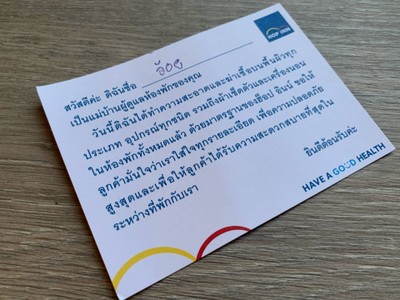 HOP INN
สวัสดีค่ะ ดิฉันชื่อ จ้อย
เป็นแม่บ้านผู้ดูแลห้องพักของคุณ
วันนี้ดิฉันได้ทำความสะอาดและฆ่าเชื้อบนพื้นผิวทุก
ประเภท อุปกรณ์ทุกชนิด รวมถึงผ้าเช็ดตัวและเครื่องนอน
ในห้องพักทั้งหมดแล้ว ด้วยมาตรฐานของฮ็อป อินน์ ขอให้
ลูกค้ามั่นใจว่าเราใส่ใจทุกรายละเอียด เพื่อความปลอดภัย
สูงสุดและเพื่อให้ลูกค้าได้รับความสะดวกสบายที่สุดใน
ระหว่างที่พักกับเรา
ยินดีต้อนรับค่ะ
HAVE A GOOD HEALTH